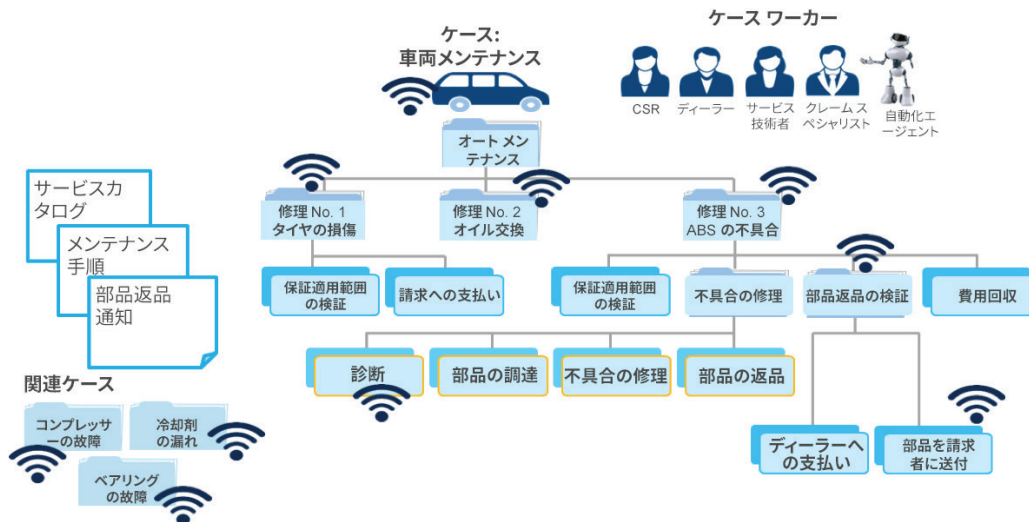 ケース:
車両メンテナンス
ケース ワーカー
CSR
ディーラー
サービス
技術者
クレーム ス
ペシャリスト
自動化エ
ージェント
オート メン
テナンス
サービスカ
タログ
メンテナンス
手順
部品返品
通知
修理 No. 1
タイヤの損傷
修理 No. 2
オイル交換
修理 No. 3
ABS の不具合
保証適用範囲
の検証
請求への支払い
保証適用範囲
の検証
不具合の修理
部品返品の検証
費用回収
診断
部品の調達
不具合の修理
部品の返品
関連ケース
コンプレッサ
ーの故障
冷却剤
の漏れ
ベアリング
の故障
ディーラーへ
の支払い
部品を請求
者に送付